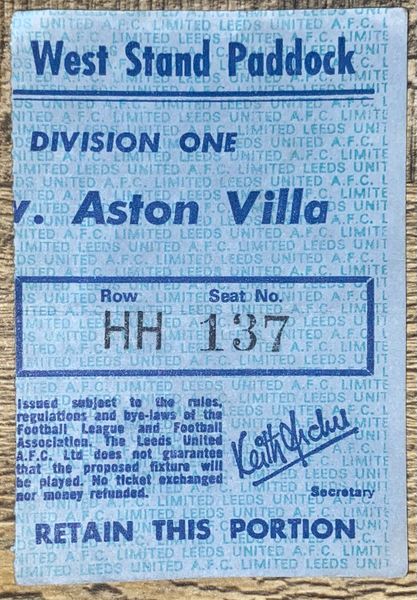 West Stand Paddock
DIVISION ONE
v. Aston Villa
Row Seat No.
HH 137
Issued subject to the rules,
regulations and bye-laws of the
Football League and Football
Association. The Leeds United
A.F.C. Ltd does not guarantee
that the proposed fixture will
be played. No ticket exchanged
nor money refunded.
Keith Archer
Secretary
RETAIN THIS PORTION